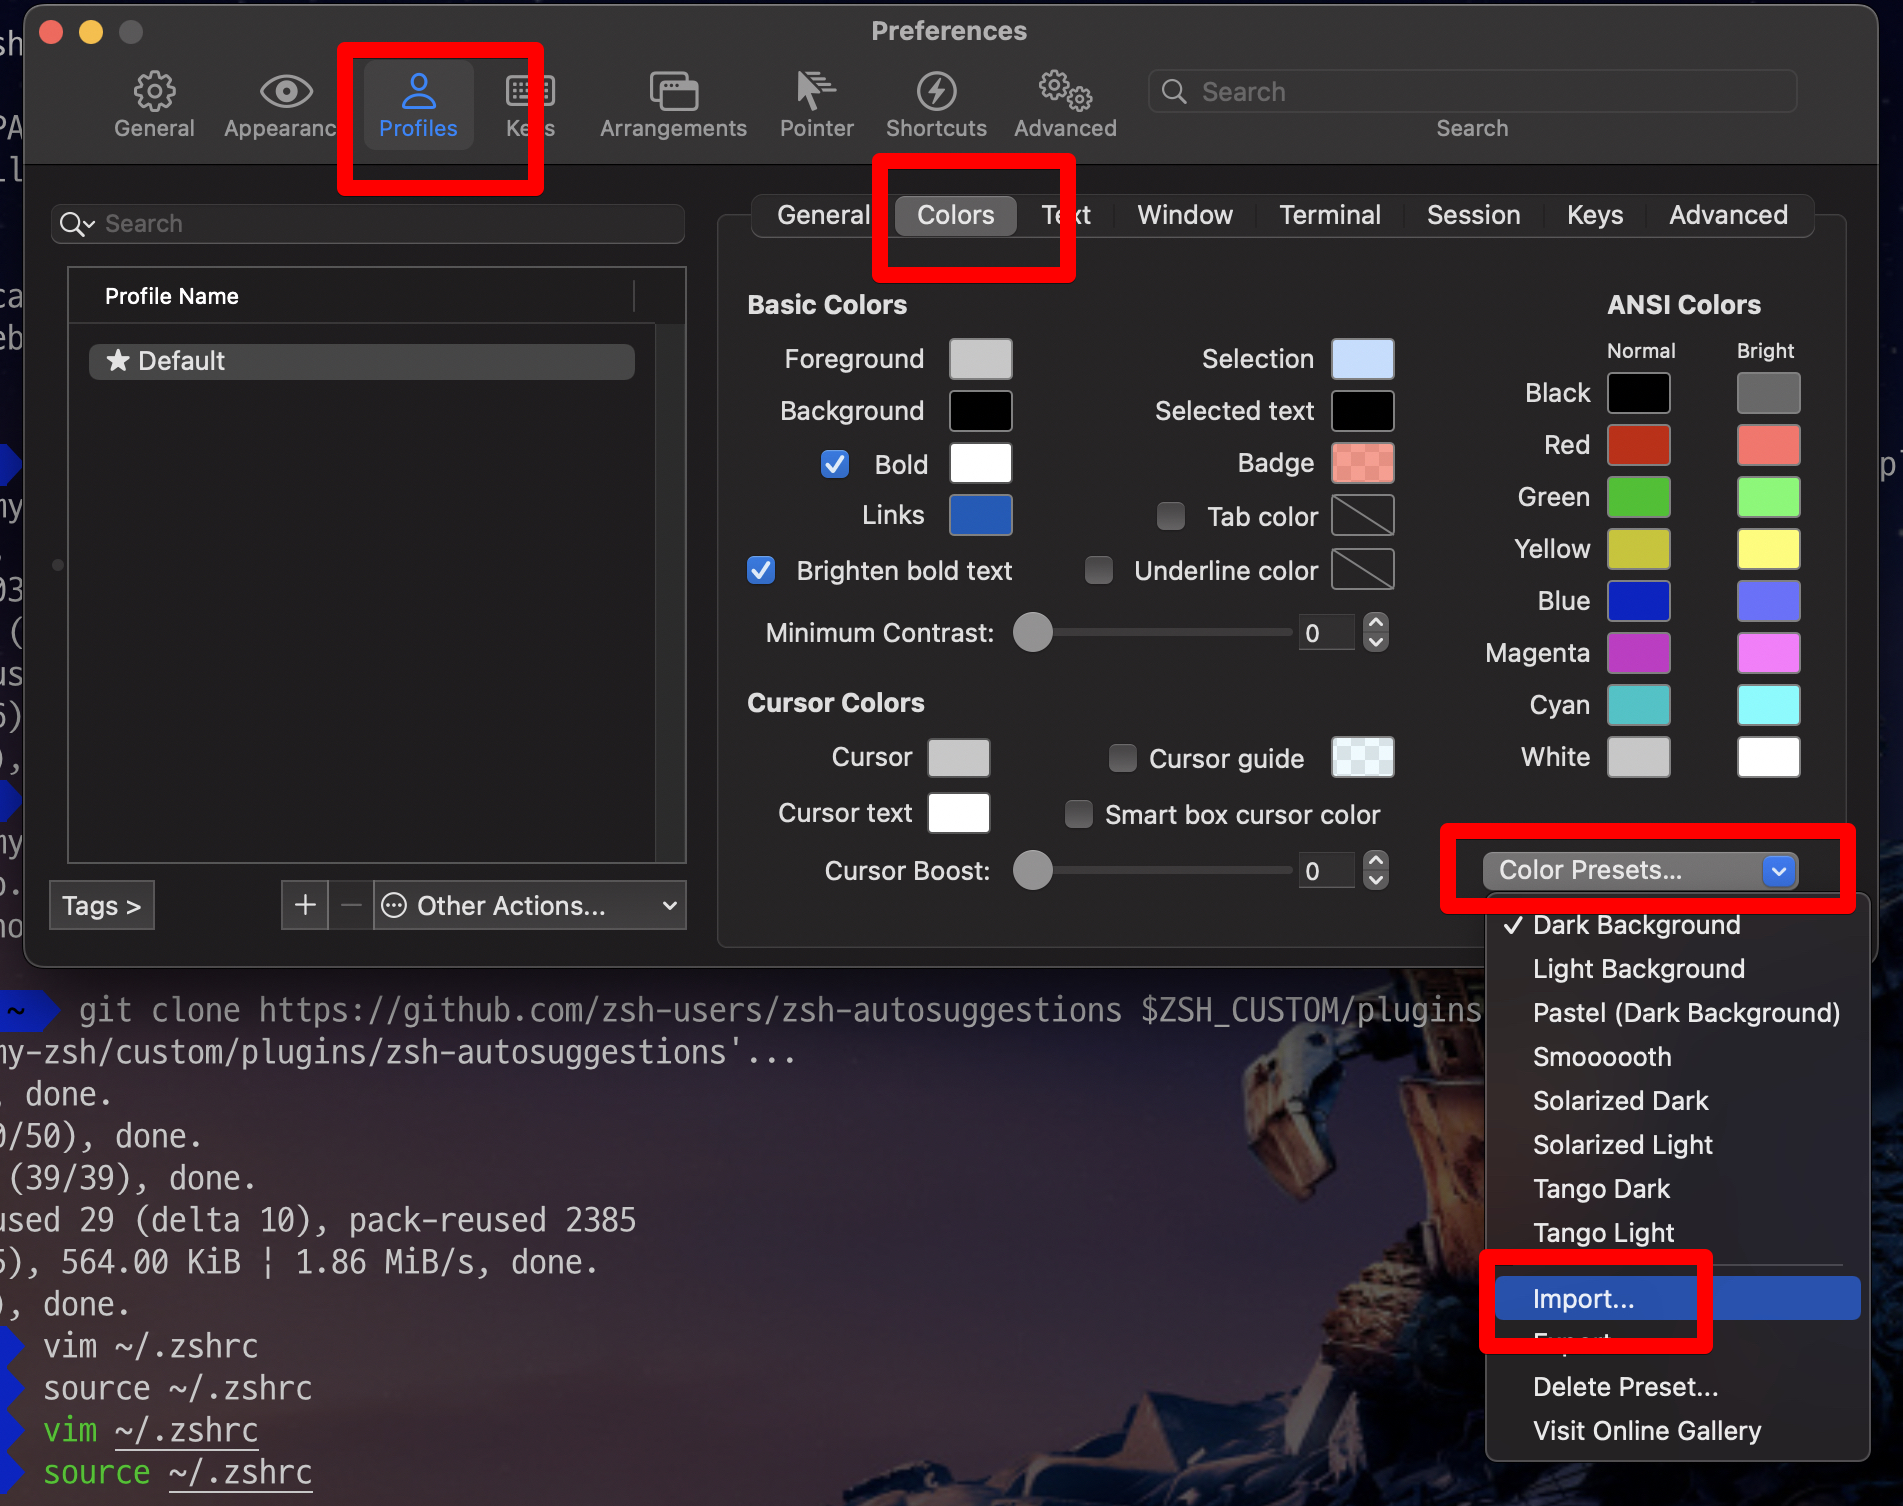 Preferences
General
Appearanc
Profiles
Keys
Arrangements
Pointer
Shortcuts
Advanced
Search
Search
Search
Profile Name
★ Default
Tags >
+
−
Other Actions...
General
Colors
Text
Window
Terminal
Session
Keys
Advanced
Basic Colors
Foreground
Background
Bold
Links
Brighten bold text
Selection
Selected text
Badge
Tab color
Underline color
Minimum Contrast:
0
Cursor Colors
Cursor
Cursor text
Cursor guide
Smart box cursor color
Cursor Boost:
0
ANSI Colors
Normal
Bright
Black
Red
Green
Yellow
Blue
Magenta
Cyan
White
Color Presets...
✓ Dark Background
Light Background
Pastel (Dark Background)
Smoooooth
Solarized Dark
Solarized Light
Tango Dark
Tango Light
Import...
Export
Delete Preset...
Visit Online Gallery
~ git clone https://github.com/zsh-users/zsh-autosuggestions $ZSH_CUSTOM/plugins
my-zsh/custom/plugins/zsh-autosuggestions'...
, done.
0/50), done.
(39/39), done.
used 29 (delta 10), pack-reused 2385
5), 564.00 KiB ¦ 1.86 MiB/s, done.
), done.
vim ~/.zshrc
source ~/.zshrc
vim ~/.zshrc
source ~/.zshrc